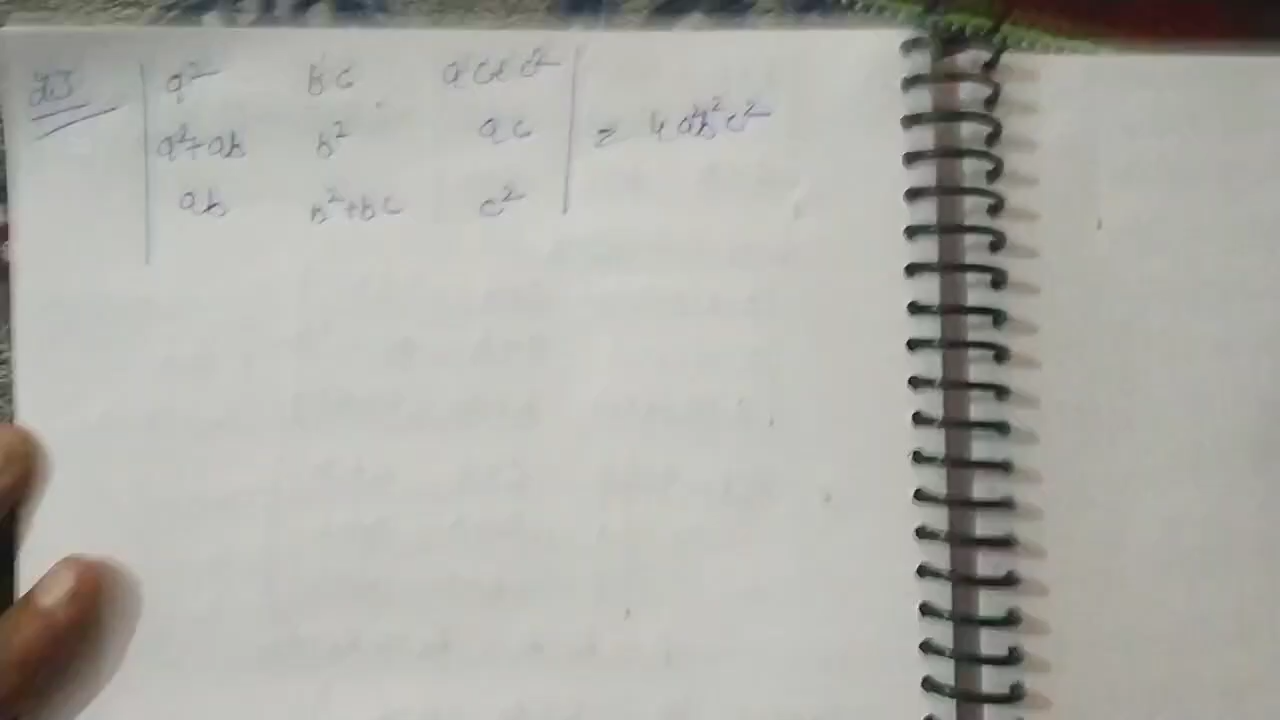 23
| a² bc ac+c² |
| a²+ab b² ac | = 4a²b²c²
| ab b²+bc c² |